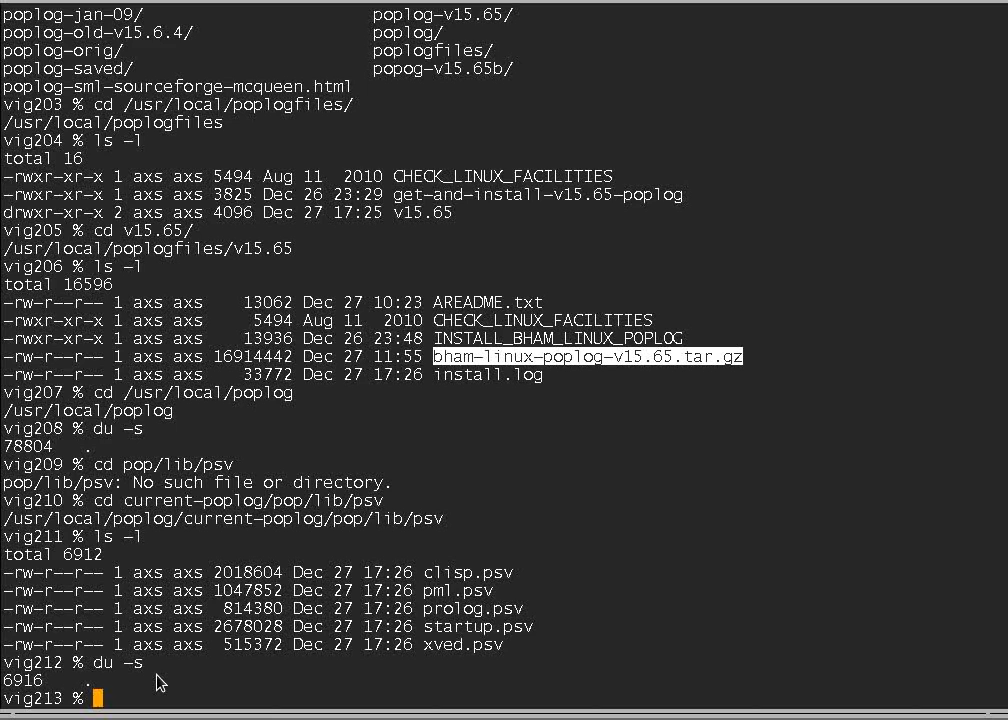 poplog-jan-09/ poplog-v15.65/
poplog-old-v15.6.4/ poplog/
poplog-orig/ poplogfiles/
poplog-saved/ popog-v15.65b/
poplog-sml-sourceforge-mcqueen.html
vig203 % cd /usr/local/poplogfiles/
/usr/local/poplogfiles
vig204 % ls -l
total 16
-rwxr-xr-x 1 axs axs 5494 Aug 11  2010 CHECK_LINUX_FACILITIES
-rwxr-xr-x 1 axs axs 3825 Dec 26 23:29 get-and-install-v15.65-poplog
drwxr-xr-x 2 axs axs 4096 Dec 27 17:25 v15.65
vig205 % cd v15.65/
/usr/local/poplogfiles/v15.65
vig206 % ls -l
total 16596
-rw-r--r-- 1 axs axs    13062 Dec 27 10:23 AREADME.txt
-rw-r--r-- 1 axs axs     5494 Aug 11  2010 CHECK_LINUX_FACILITIES
-rw-r--r-- 1 axs axs    13936 Dec 26 23:48 INSTALL_BHAM_LINUX_POPLOG
-rw-r--r-- 1 axs axs 16914442 Dec 27 11:55 bham-linux-poplog-v15.65.tar.gz
-rw-r--r-- 1 axs axs    33772 Dec 27 17:26 install.log
vig207 % cd /usr/local/poplog
/usr/local/poplog
vig208 % du -s
78804 .
vig209 % cd pop/lib/psv
pop/lib/psv: No such file or directory.
vig210 % cd current-poplog/pop/lib/psv
/usr/local/poplog/current-poplog/pop/lib/psv
vig211 % ls -l
total 6912
-rw-r--r-- 1 axs axs 2018604 Dec 27 17:26 clisp.psv
-rw-r--r-- 1 axs axs 1047852 Dec 27 17:26 pml.psv
-rw-r--r-- 1 axs axs  814380 Dec 27 17:26 prolog.psv
-rw-r--r-- 1 axs axs 2678028 Dec 27 17:26 startup.psv
-rw-r--r-- 1 axs axs  515372 Dec 27 17:26 xved.psv
vig212 % du -s
6916 .
vig213 %